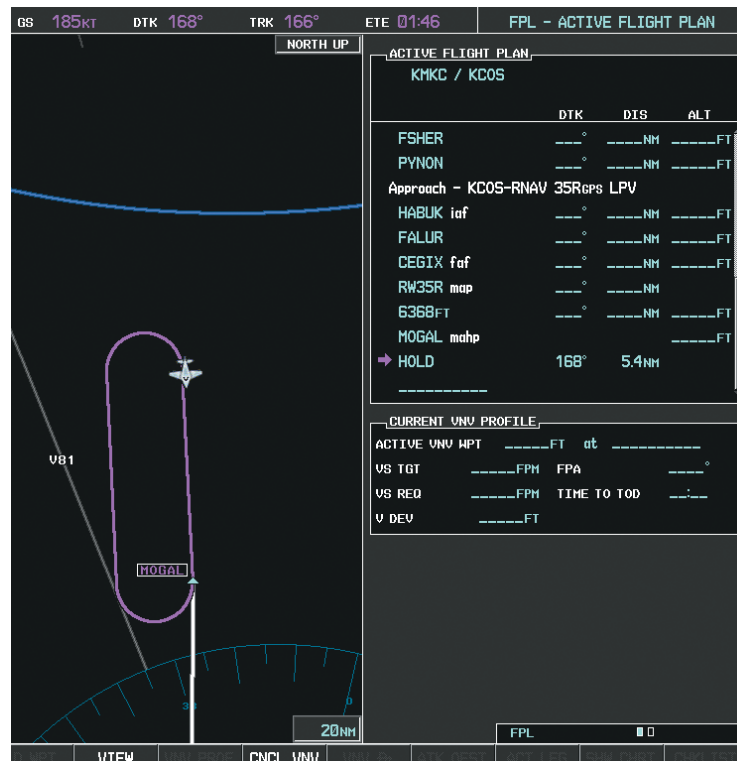 GS 185KT DTK 168° TRK 166° ETE 01:46 FPL - ACTIVE FLIGHT PLAN
NORTH UP
ACTIVE FLIGHT PLAN
KMKC / KCOS
DTK DIS ALT
FSHER ___° ____NM _____FT
PYNON ___° ____NM _____FT
Approach - KCOS-RNAV 35RGPS LPV
HABUK iaf ___° ____NM _____FT
FALUR ___° ____NM _____FT
CEGIX faf ___° ____NM _____FT
RW35R map ___° ____NM
6368FT ___° ____NM _____FT
MOGAL mahp _____FT
HOLD 168° 5.4NM
__________
CURRENT VNV PROFILE
ACTIVE VNV WPT _____FT at __________
VS TGT _____FPM FPA ____°
VS REQ _____FPM TIME TO TOD __:__
V DEV _____FT
V81
MOGAL
0
20NM
FPL
VIEW CNCL VNV